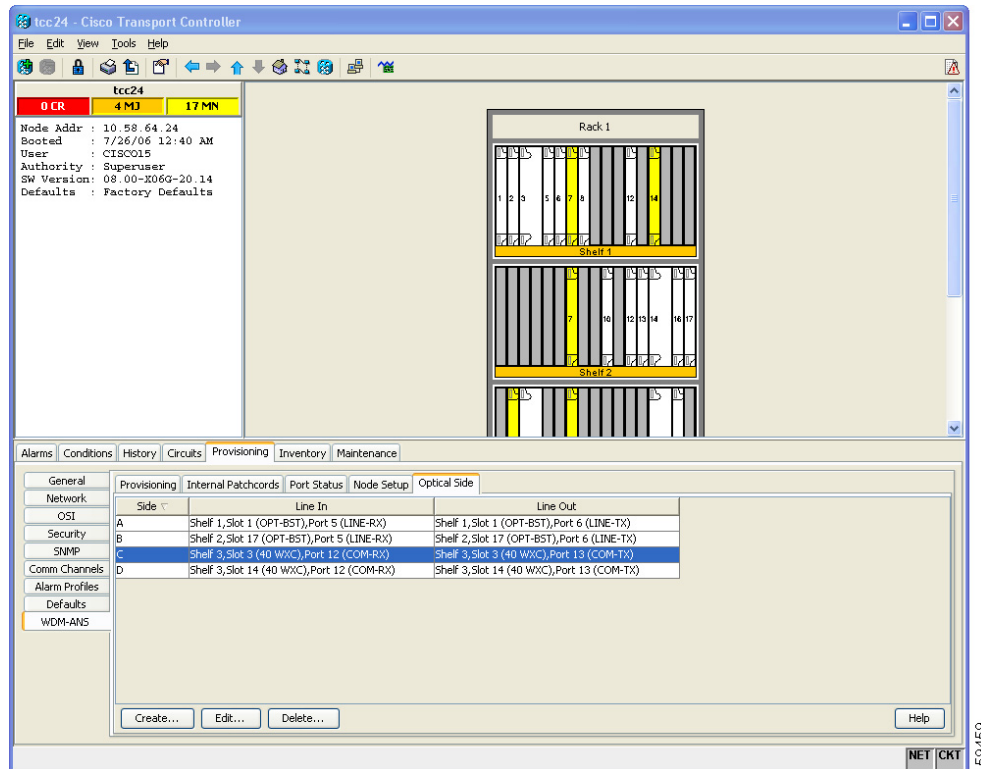 tcc24 - Cisco Transport Controller
File Edit View Tools Help
tcc24
0 CR 4 MJ 17 MN
Node Addr : 10.58.64.24
Booted : 7/26/06 12:40 AM
User : CISCO15
Authority : Superuser
SW Version: 08.00-X06G-20.14
Defaults : Factory Defaults
Rack 1
1 2 3 5 6 7 8 12 14
Shelf 1
7 10 12 13 14 16 17
Shelf 2
Alarms Conditions History Circuits Provisioning Inventory Maintenance
General
Network
OSI
Security
SNMP
Comm Channels
Alarm Profiles
Defaults
WDM-ANS
Provisioning Internal Patchcords Port Status Node Setup Optical Side
Side Line In Line Out
A Shelf 1,Slot 1 (OPT-BST),Port 5 (LINE-RX) Shelf 1,Slot 1 (OPT-BST),Port 6 (LINE-TX)
B Shelf 2,Slot 17 (OPT-BST),Port 5 (LINE-RX) Shelf 2,Slot 17 (OPT-BST),Port 6 (LINE-TX)
C Shelf 3,Slot 3 (40 WXC),Port 12 (COM-RX) Shelf 3,Slot 3 (40 WXC),Port 13 (COM-TX)
D Shelf 3,Slot 14 (40 WXC),Port 12 (COM-RX) Shelf 3,Slot 14 (40 WXC),Port 13 (COM-TX)
Create... Edit... Delete... Help
NET CKT